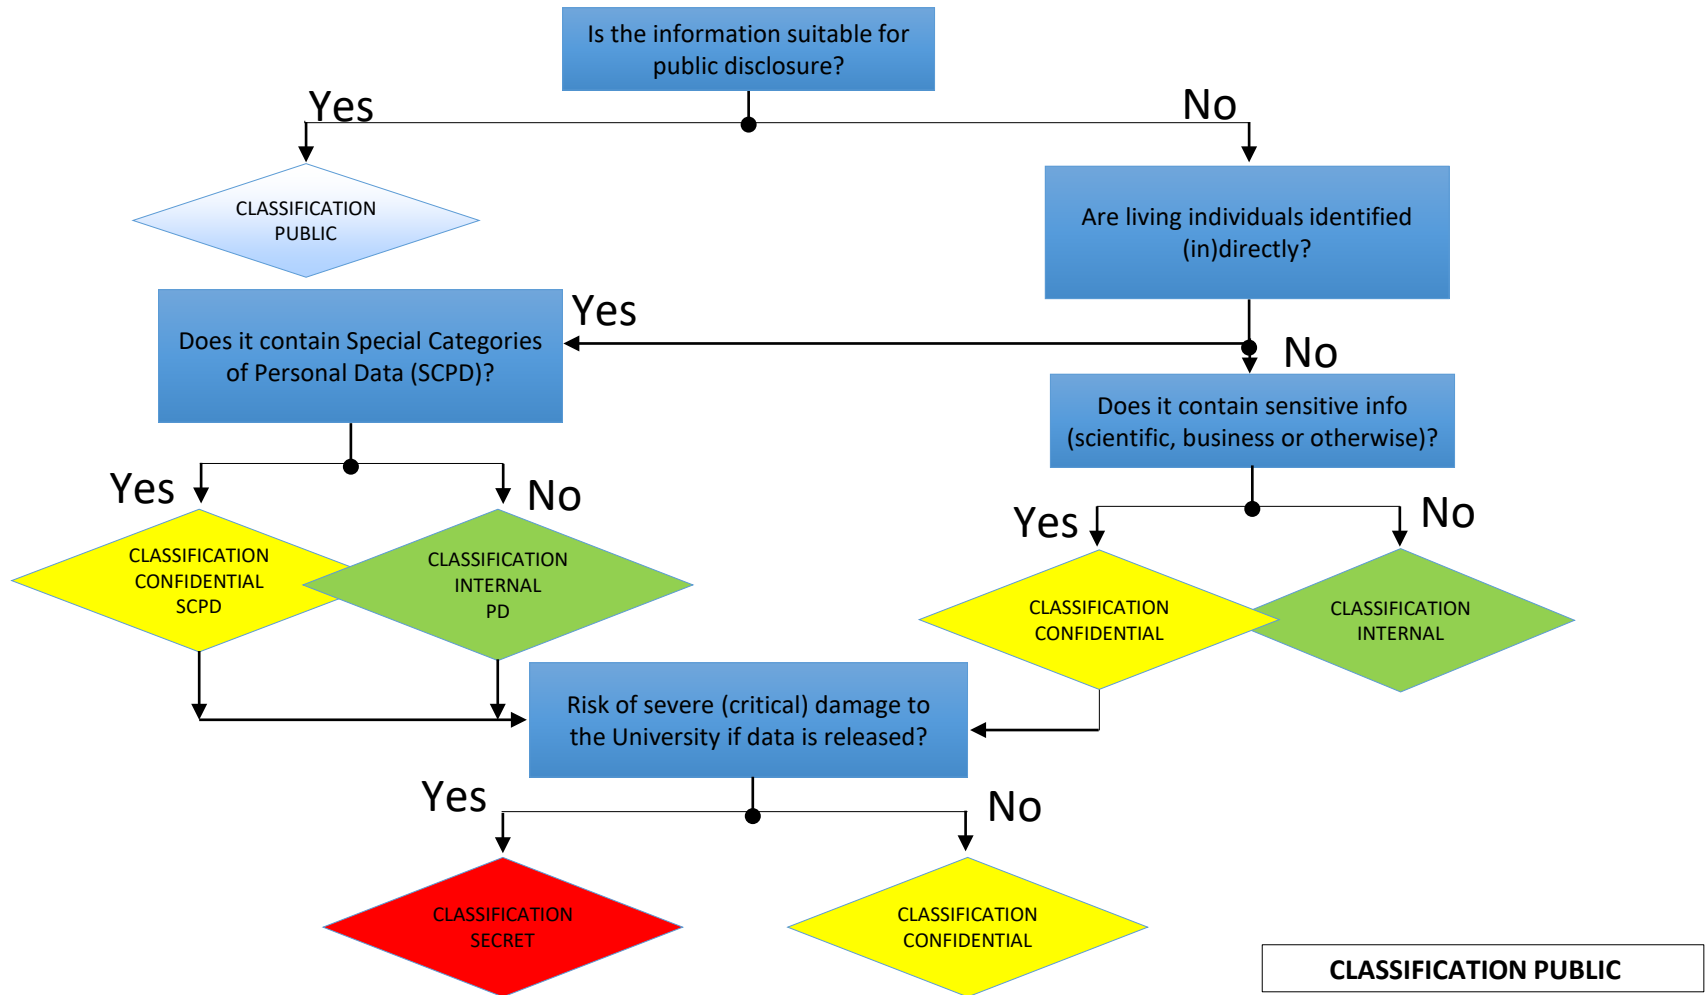 Is the information suitable for
public disclosure?
Yes
No
CLASSIFICATION
PUBLIC
Are living individuals identified
(in)directly?
Yes
Does it contain Special Categories
of Personal Data (SCPD)?
No
Does it contain sensitive info
(scientific, business or otherwise)?
Yes
No
Yes
No
CLASSIFICATION
CONFIDENTIAL
SCPD
CLASSIFICATION
INTERNAL
PD
CLASSIFICATION
CONFIDENTIAL
CLASSIFICATION
INTERNAL
Risk of severe (critical) damage to
the University if data is released?
Yes
No
CLASSIFICATION
SECRET
CLASSIFICATION
CONFIDENTIAL
CLASSIFICATION PUBLIC